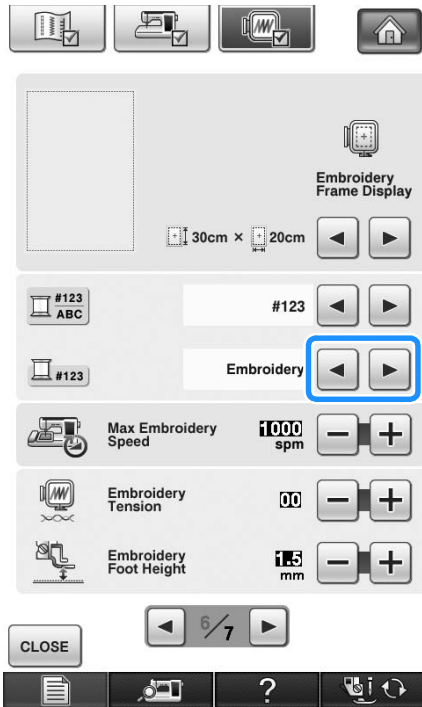 Embroidery
Frame Display
30cm × 20cm
#123
ABC
#123
#123
Embroidery
Max Embroidery
Speed
1000
spm
Embroidery
Tension
00
Embroidery
Foot Height
1.5
mm
6/7
CLOSE
?